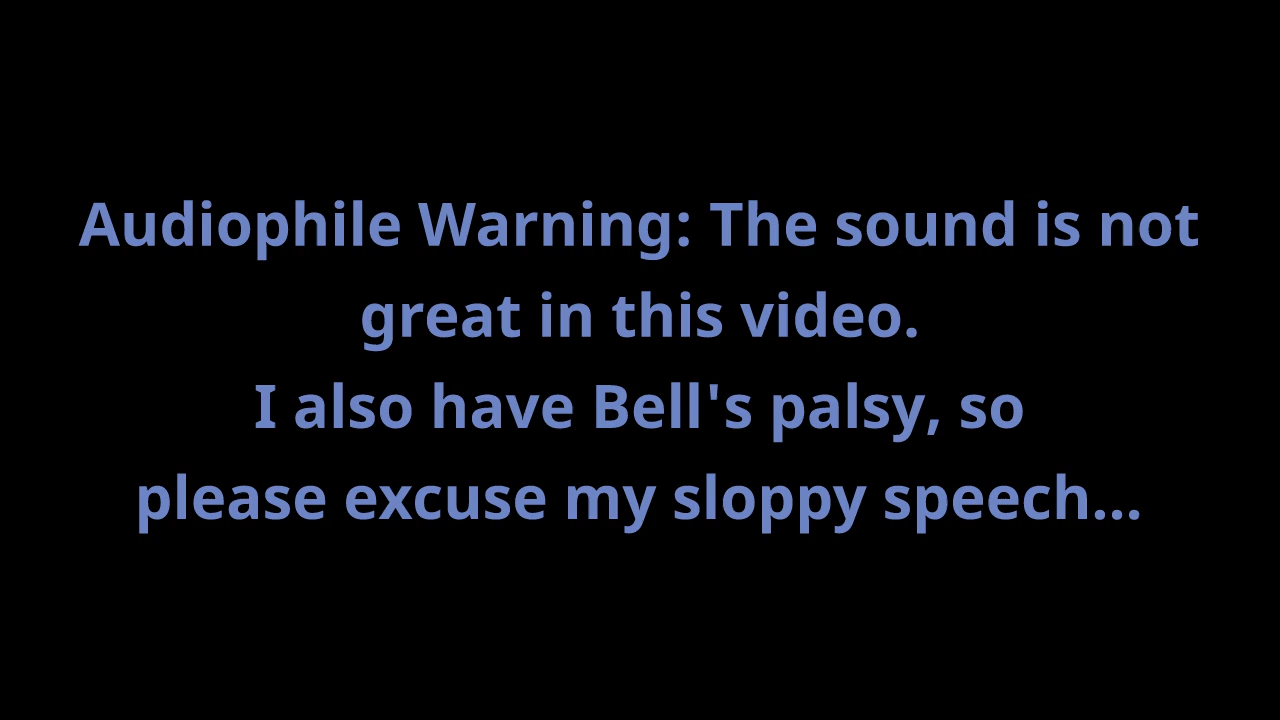 Audiophile Warning: The sound is not
great in this video.
I also have Bell's palsy, so
please excuse my sloppy speech...